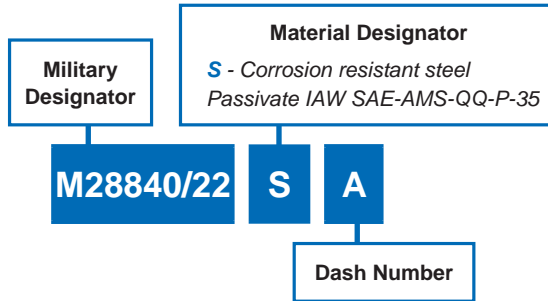 Material Designator
S - Corrosion resistant steel
Passivate IAW SAE-AMS-QQ-P-35
Military
Designator
M28840/22 S A
Dash Number